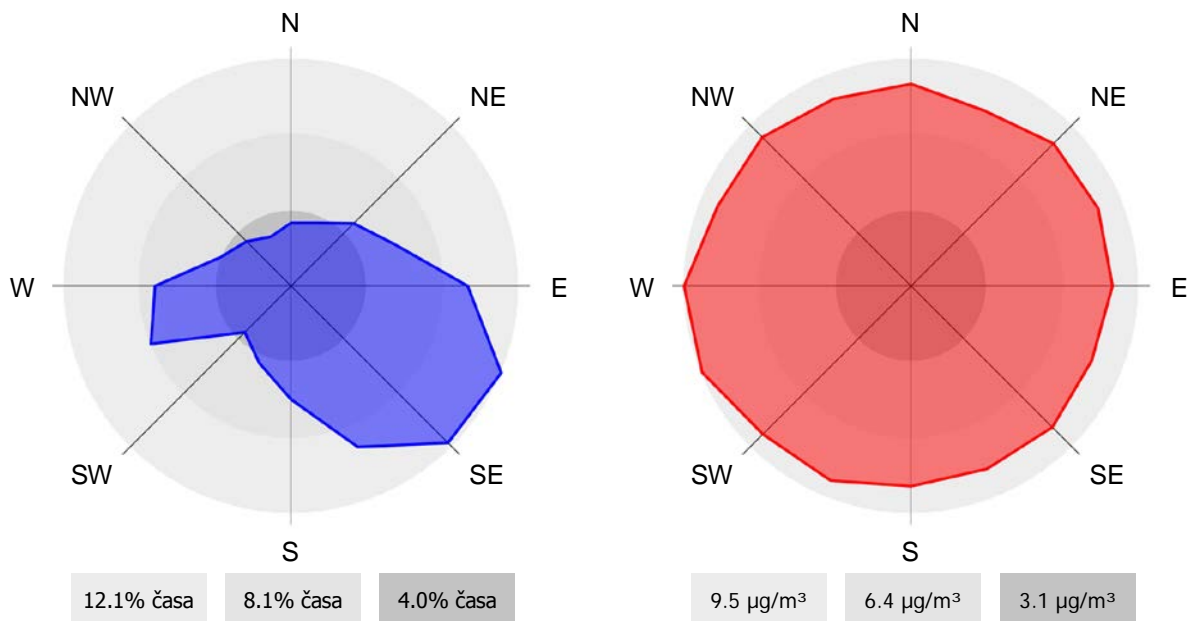 N
NW
NE
W
E
SW
SE
S
12.1% časa
8.1% časa
4.0% časa
N
NW
NE
W
E
SW
SE
S
9.5 µg/m³
6.4 µg/m³
3.1 µg/m³